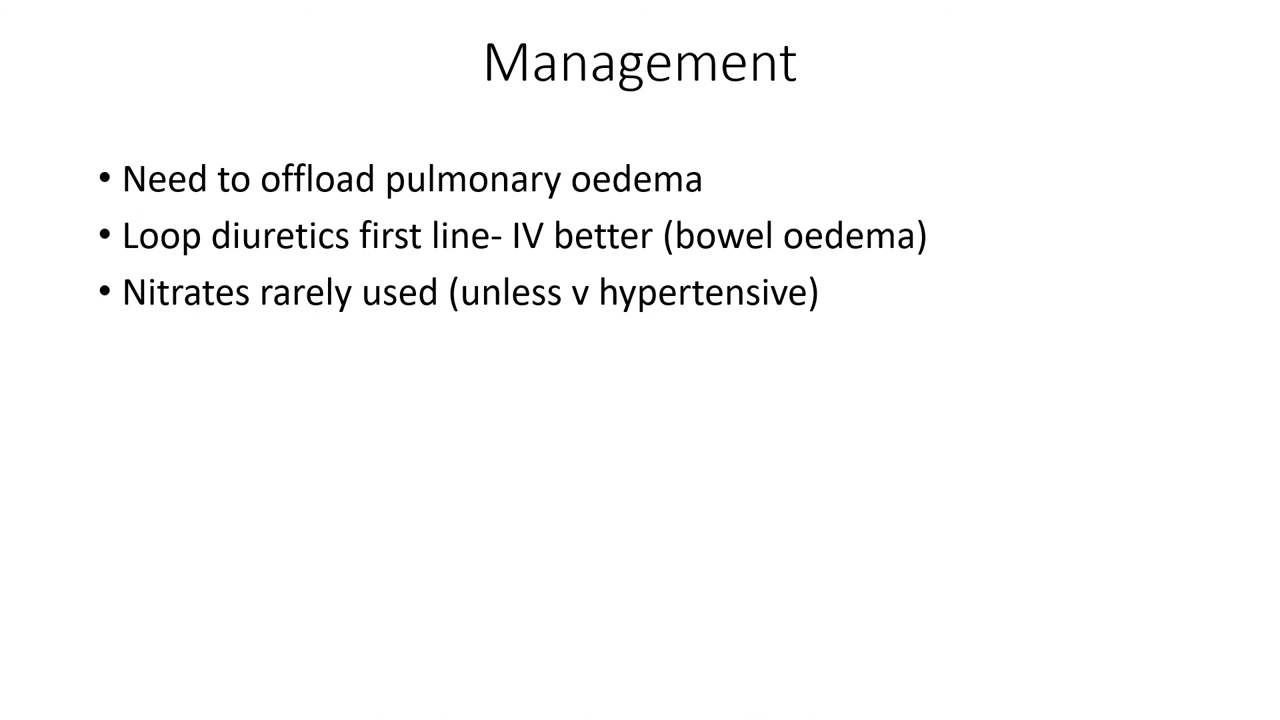 Management
• Need to offload pulmonary oedema
• Loop diuretics first line- IV better (bowel oedema)
• Nitrates rarely used (unless v hypertensive)